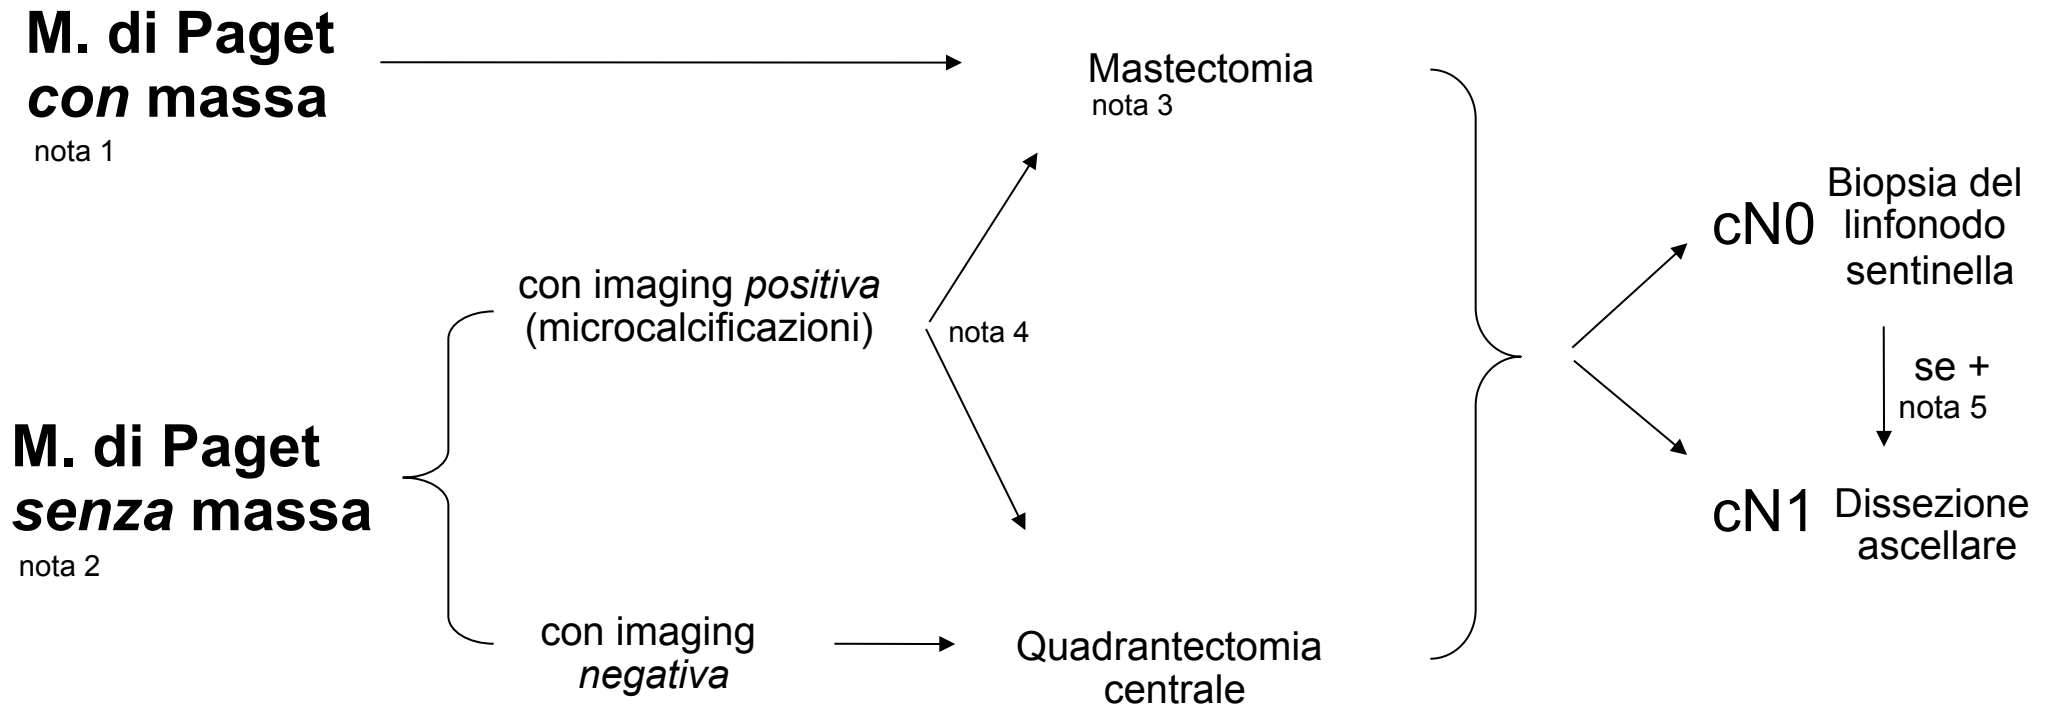 M. di Paget
con massa
nota 1
Mastectomia
nota 3
con imaging positiva
(microcalcificazioni)
nota 4
M. di Paget
senza massa
nota 2
con imaging
negativa
Quadrantectomia
centrale
cN0
Biopsia del
linfonodo
sentinella
se +
nota 5
cN1
Dissezione
ascellare